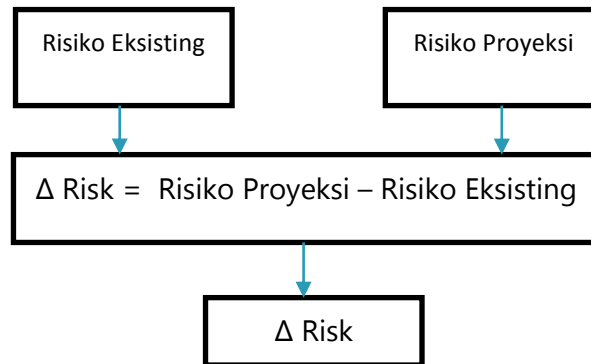 Risiko Eksisting
Risiko Proyeksi
Δ Risk = Risiko Proyeksi – Risiko Eksisting
Δ Risk